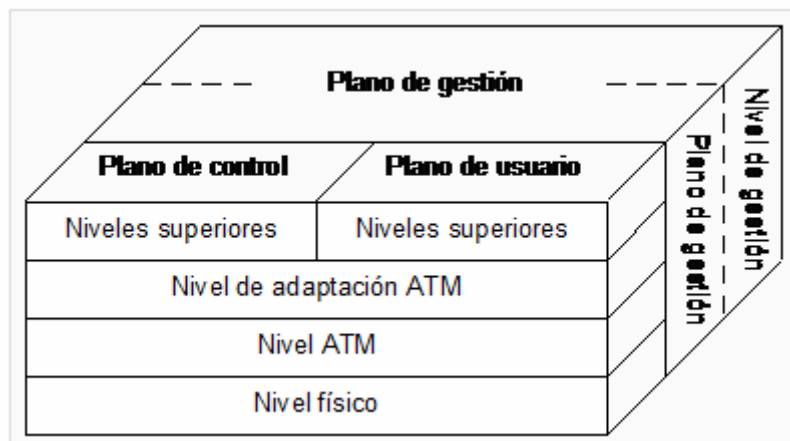 Plano de gestión
Plano de control
Plano de usuario
Niveles superiores
Niveles superiores
Nivel de adaptación ATM
Nivel ATM
Nivel físico
Plano de gestión
Nivel de gestión